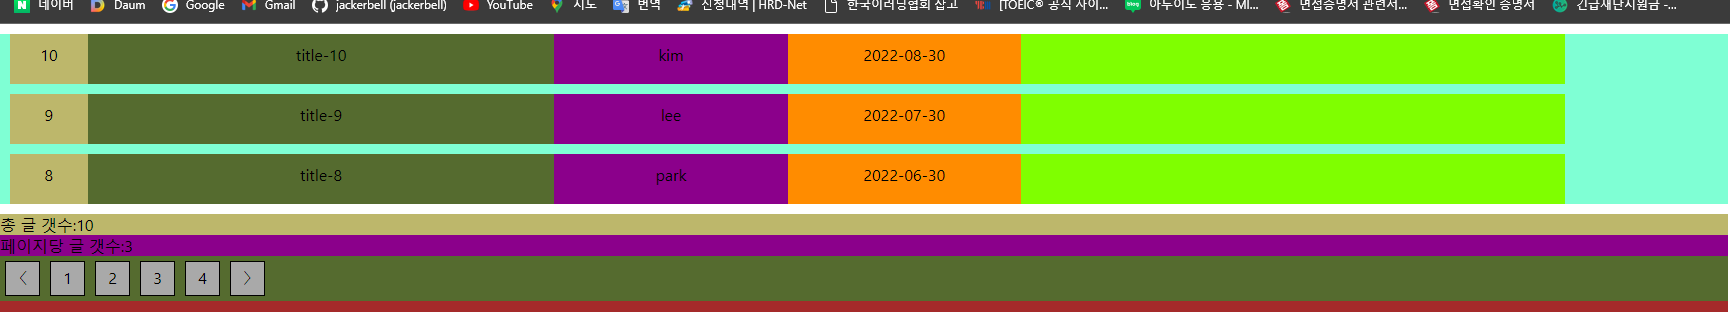 네이버 Daum Google Gmail jackerbell (jackerbell) YouTube 지도 번역 신청내역 | HRD-Net 한국이러닝협회 잡고 [TOEIC® 공식 사이... 아두이도 응용 - MI... 면접증명서 관련서... 면접확인 증명서 긴급재난지원금 -...
10 title-10 kim 2022-08-30
9 title-9 lee 2022-07-30
8 title-8 park 2022-06-30
총 글 갯수:10
페이지당 글 갯수:3
〈 1 2 3 4 〉